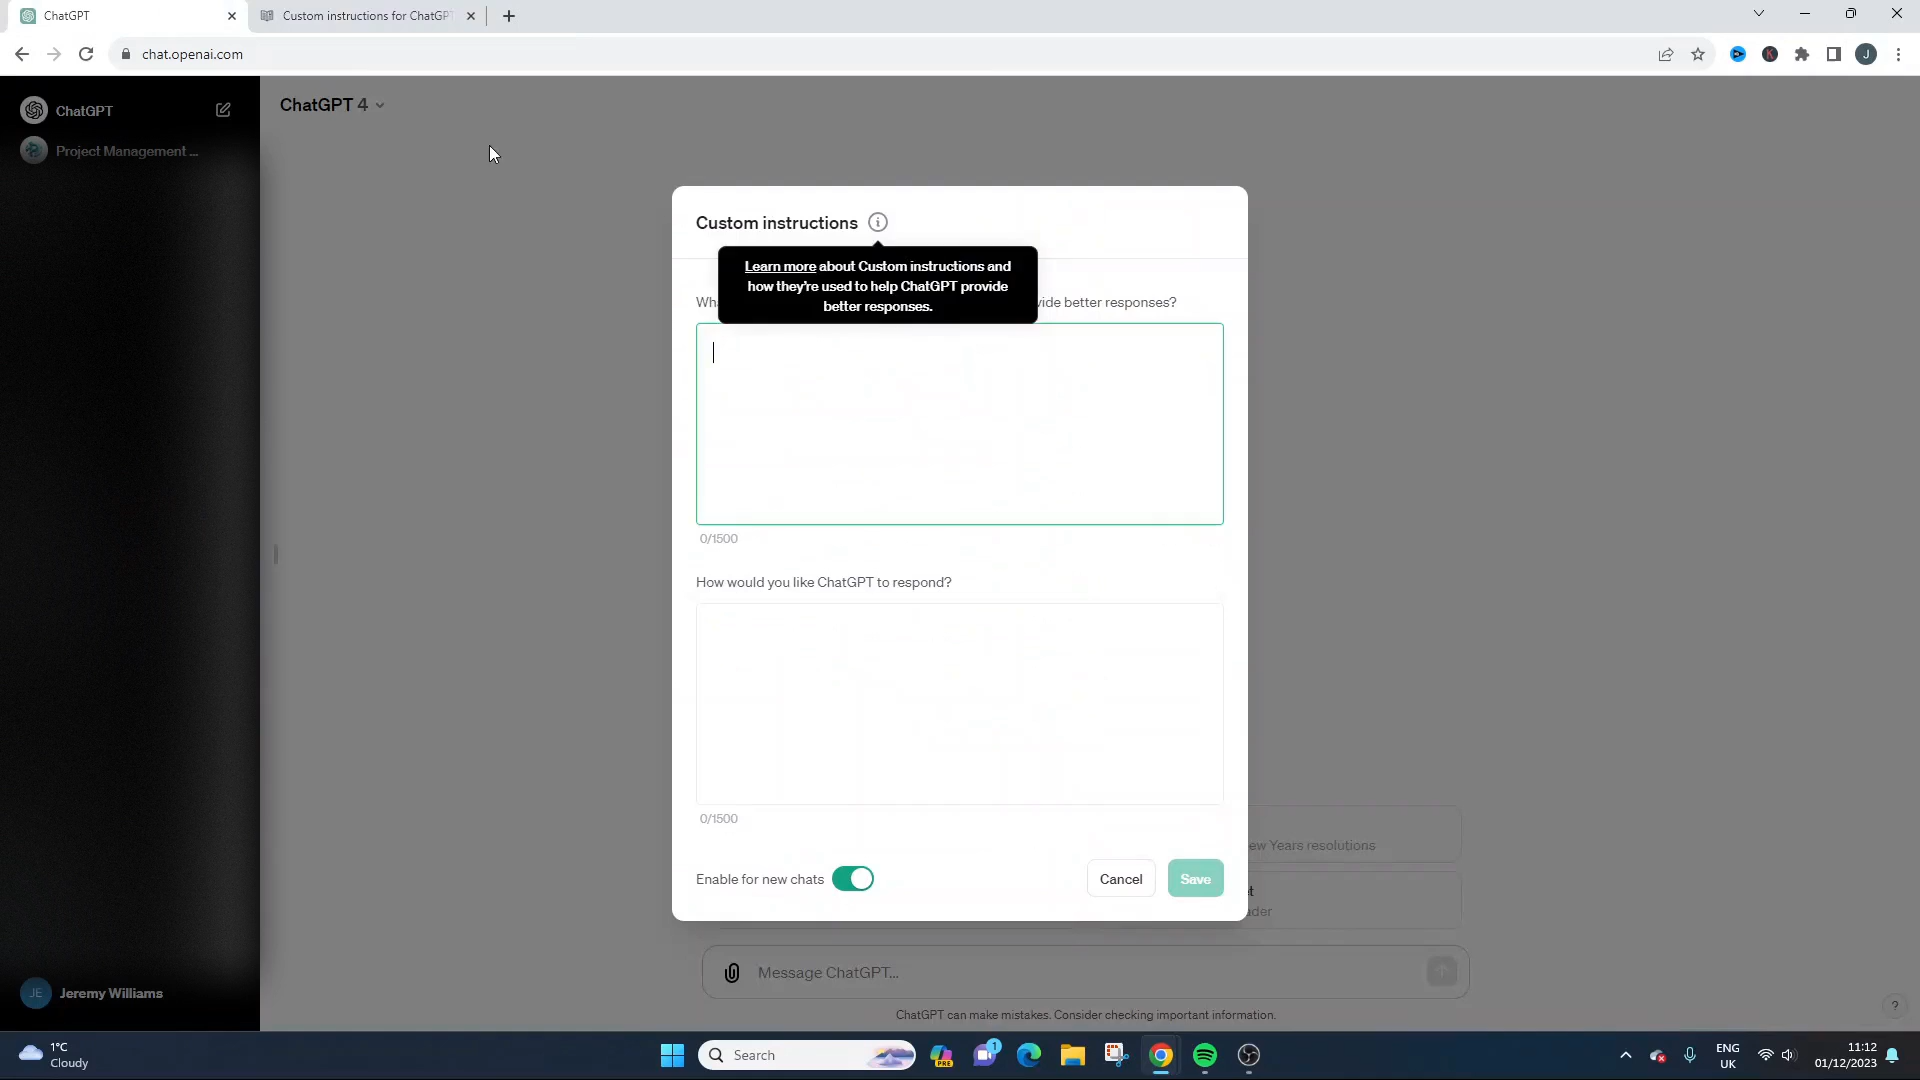 ChatGPT
Custom instructions for ChatGPT
chat.openai.com
K
J
ChatGPT
Project Management ...
ChatGPT 4
Custom instructions
Learn more about Custom instructions and
how they're used to help ChatGPT provide
better responses.
Wh
vide better responses?
0/1500
How would you like ChatGPT to respond?
0/1500
ew Years resolutions
et
ader
Enable for new chats
Cancel
Save
Message ChatGPT...
ChatGPT can make mistakes. Consider checking important information.
?
JE
Jeremy Williams
1°C
Cloudy
Search
PRE
1
ENG
UK
11:12
01/12/2023